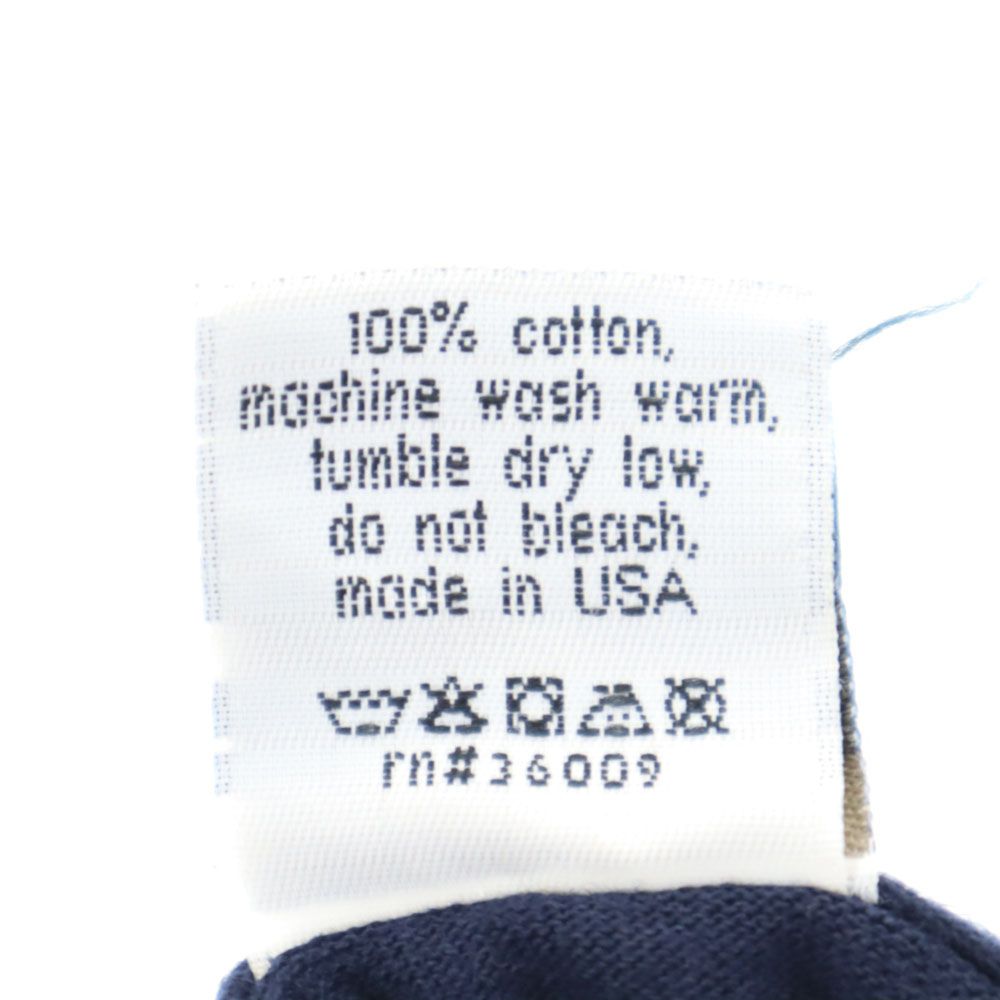 100% cotton,
machine wash warm,
tumble dry low,
do not bleach,
made in USA
rn#36009